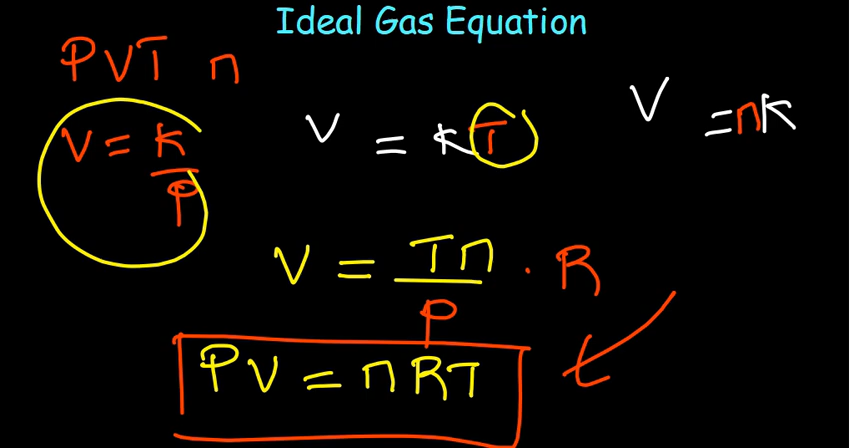 Ideal Gas Equation
PVT n
V = K/P
V = KT
V = nK
V = Tn/P · R
PV = nRT
t